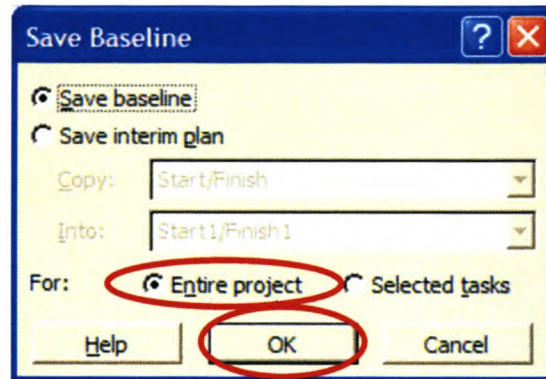 Save Baseline
Save baseline
Save interim plan
Copy: Start/Finish
Into: Start1/Finish1
For: Entire project Selected tasks
Help OK Cancel